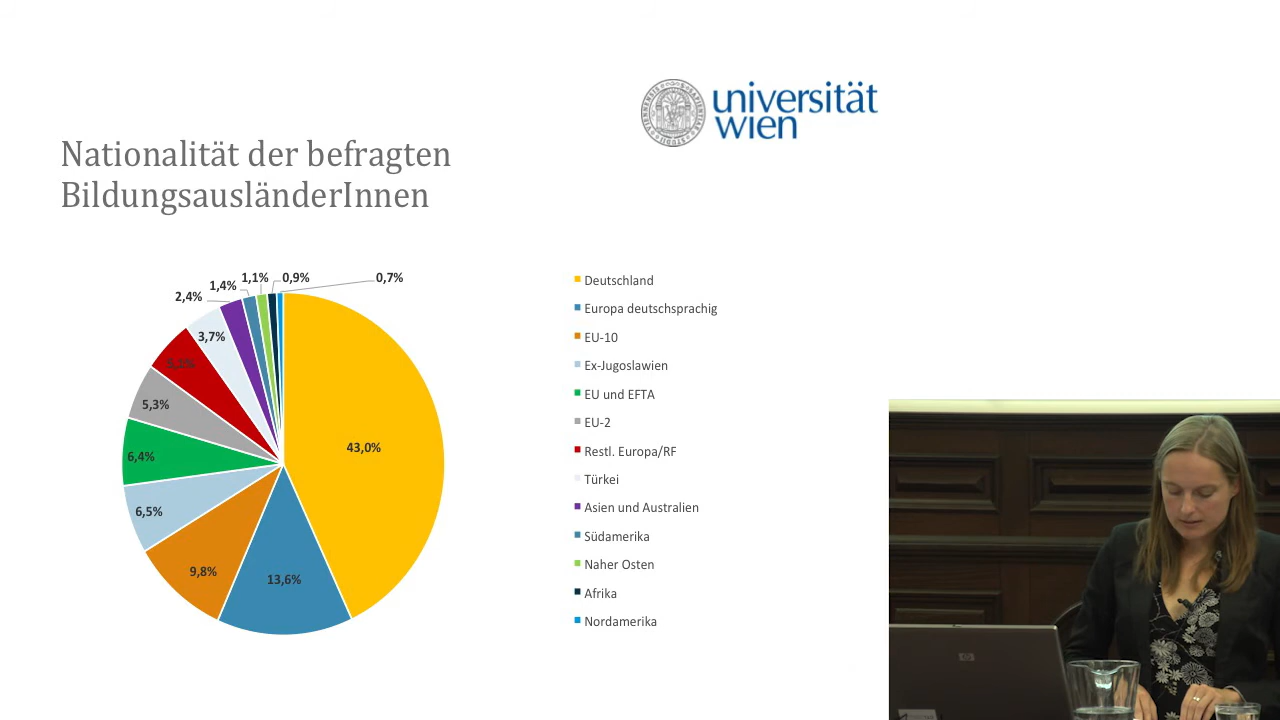 universität
wien
Nationalität der befragten
BildungsausländerInnen
0,7%
0,9%
1,1%
1,4%
2,4%
3,7%
5,3%
6,4%
6,5%
9,8%
13,6%
43,0%
Deutschland
Europa deutschsprachig
EU-10
Ex-Jugoslawien
EU und EFTA
EU-2
Restl. Europa/RF
Türkei
Asien und Australien
Südamerika
Naher Osten
Afrika
Nordamerika